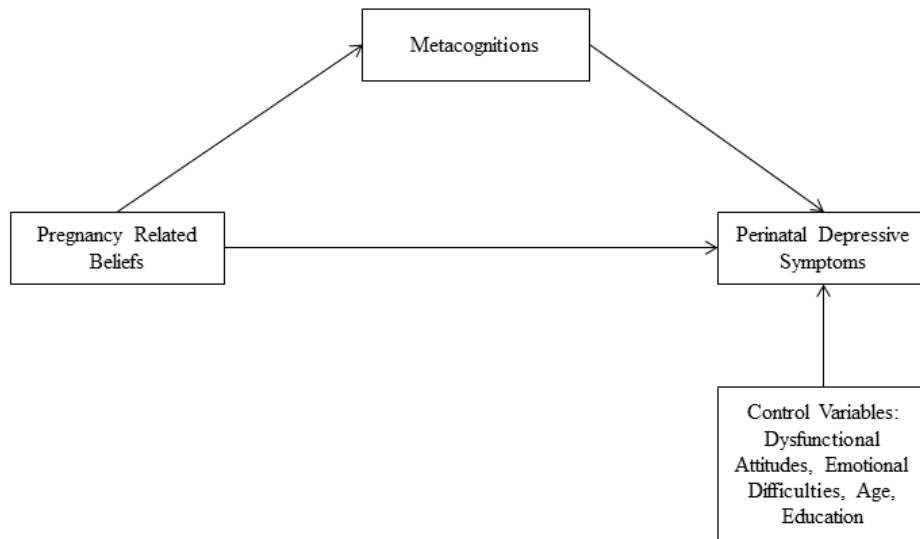 Metacognitions
Pregnancy Related
Beliefs
Perinatal Depressive
Symptoms
Control Variables:
Dysfunctional
Attitudes, Emotional
Difficulties, Age,
Education